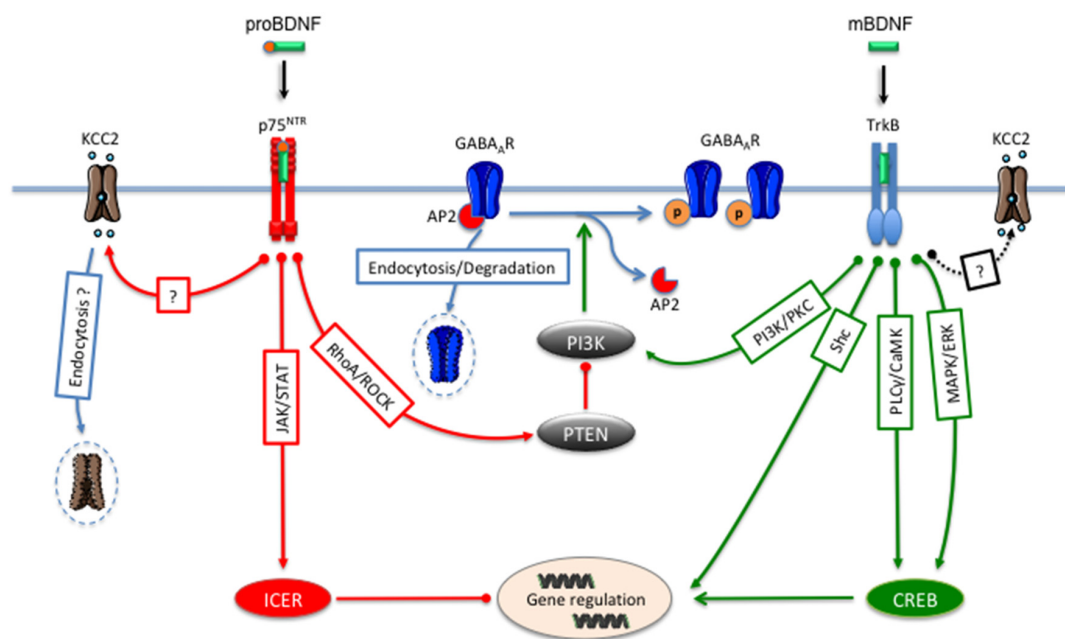 proBDNF
mBDNF
KCC2
p75NTR
GABAAR
GABAAR
TrkB
KCC2
AP2
p
p
Endocytosis/Degradation
AP2
?
?
Endocytosis ?
JAK/STAT
RhoA/ROCK
PI3K
PTEN
PI3K/PKC
Shc
PLCγ/CaMK
MAPK/ERK
ICER
Gene regulation
CREB